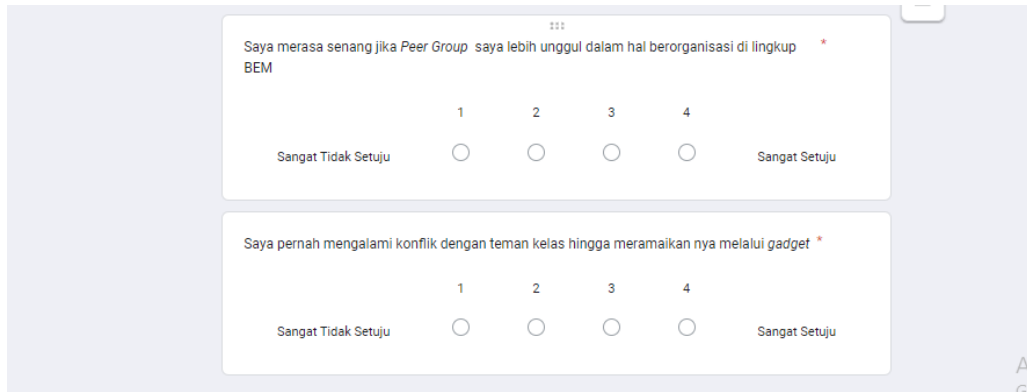 Saya merasa senang jika Peer Group saya lebih unggul dalam hal berorganisasi di lingkup *
BEM
1 2 3 4
Sangat Tidak Setuju Sangat Setuju
Saya pernah mengalami konflik dengan teman kelas hingga meramaikan nya melalui gadget *
1 2 3 4
Sangat Tidak Setuju Sangat Setuju